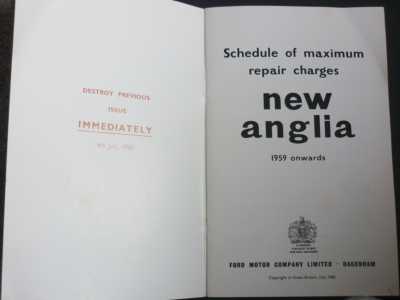 DESTROY PREVIOUS
ISSUE
IMMEDIATELY
Schedule of maximum
repair charges
new
anglia
1959 onwards
FORD MOTOR COMPANY LIMITED · DAGENHAM